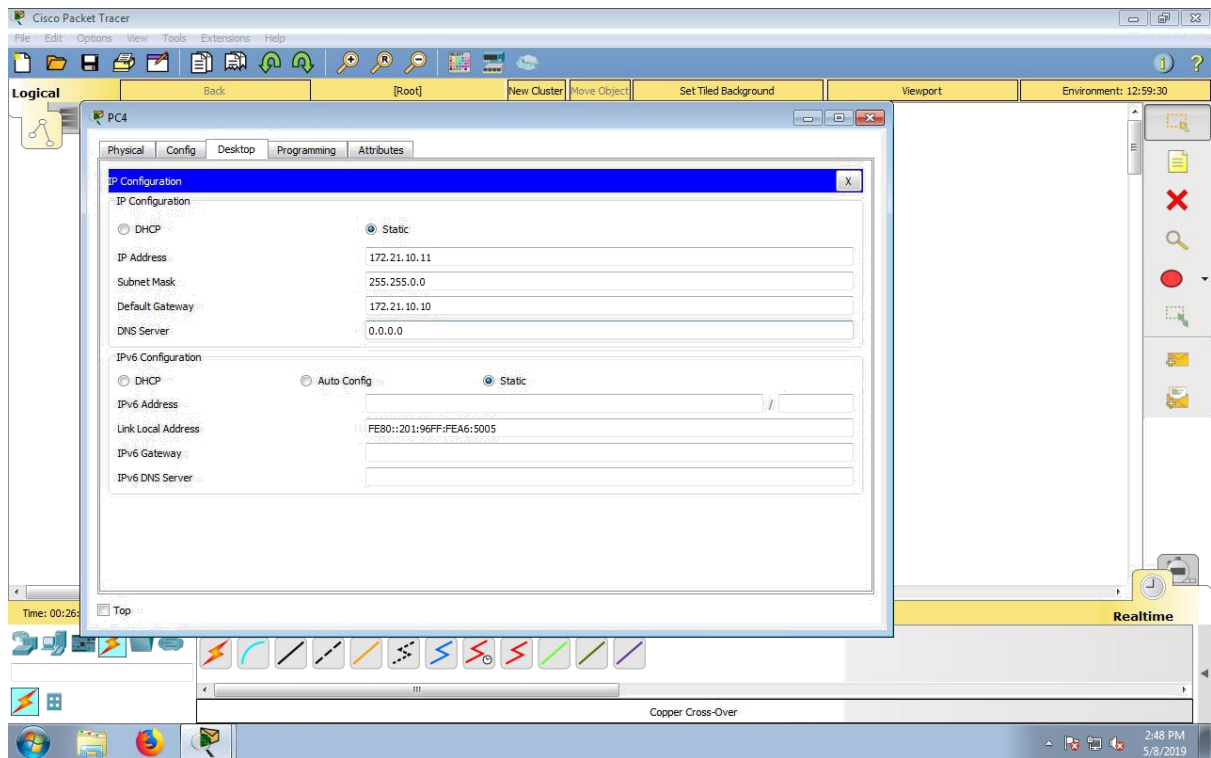 Cisco Packet Tracer
File Edit Options View Tools Extensions Help
Logical Back [Root] New Cluster Move Object Set Tiled Background Viewport Environment: 12:59:30
PC4
Physical Config Desktop Programming Attributes
IP Configuration X
IP Configuration
DHCP Static
IP Address 172.21.10.11
Subnet Mask 255.255.0.0
Default Gateway 172.21.10.10
DNS Server 0.0.0.0
IPv6 Configuration
DHCP Auto Config Static
IPv6 Address /
Link Local Address FE80::201:96FF:FEA6:5005
IPv6 Gateway
IPv6 DNS Server
Top
Time: 00:26: Realtime
Copper Cross-Over
2:48 PM
5/8/2019